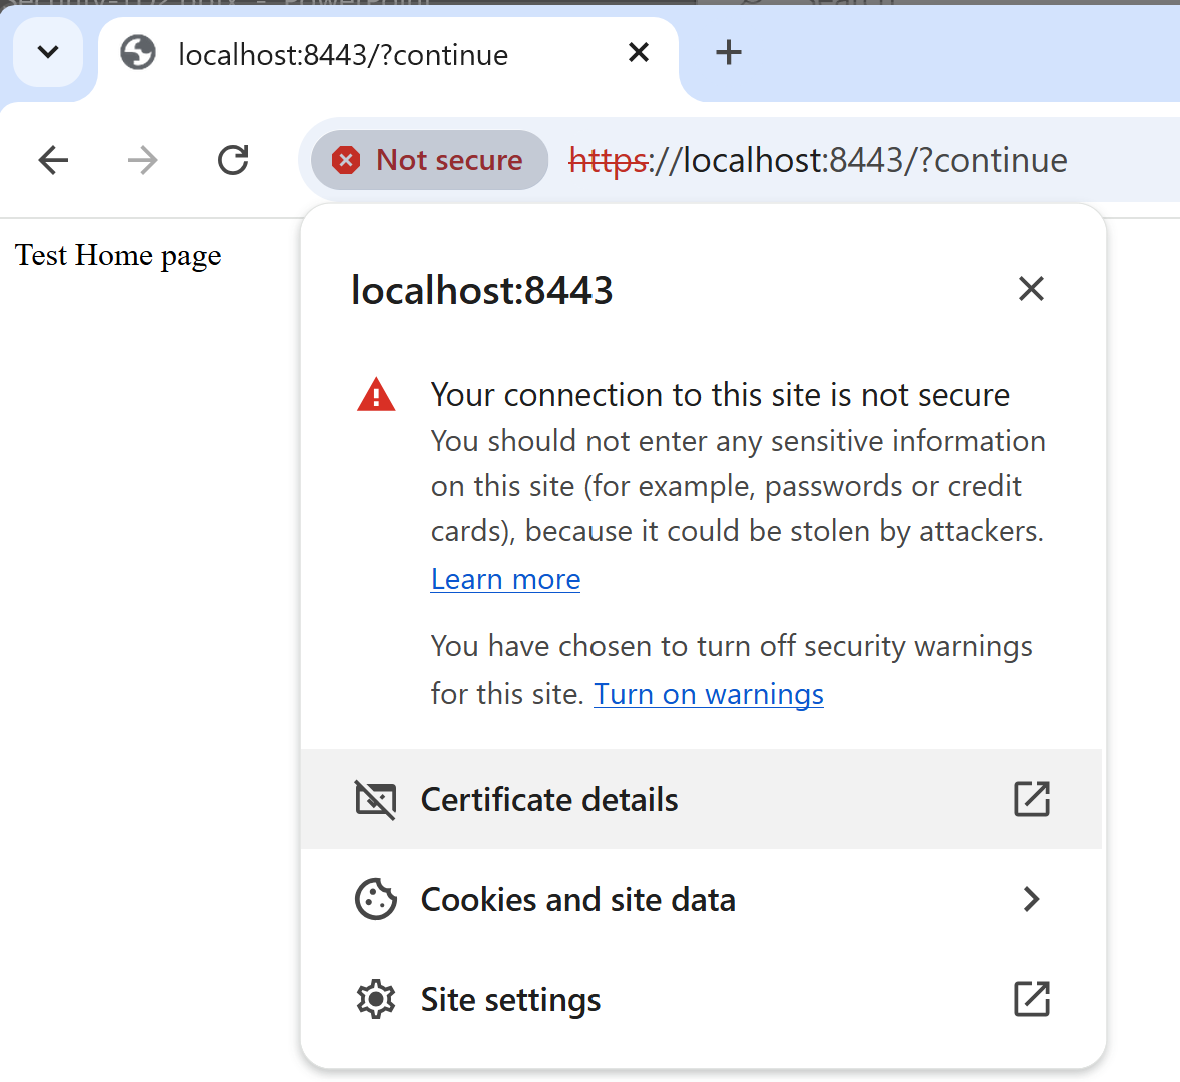 localhost:8443/?continue
Not secure
https://localhost:8443/?continue
Test Home page
localhost:8443
Your connection to this site is not secure
You should not enter any sensitive information
on this site (for example, passwords or credit
cards), because it could be stolen by attackers.
Learn more
You have chosen to turn off security warnings
for this site. Turn on warnings
Certificate details
Cookies and site data
Site settings